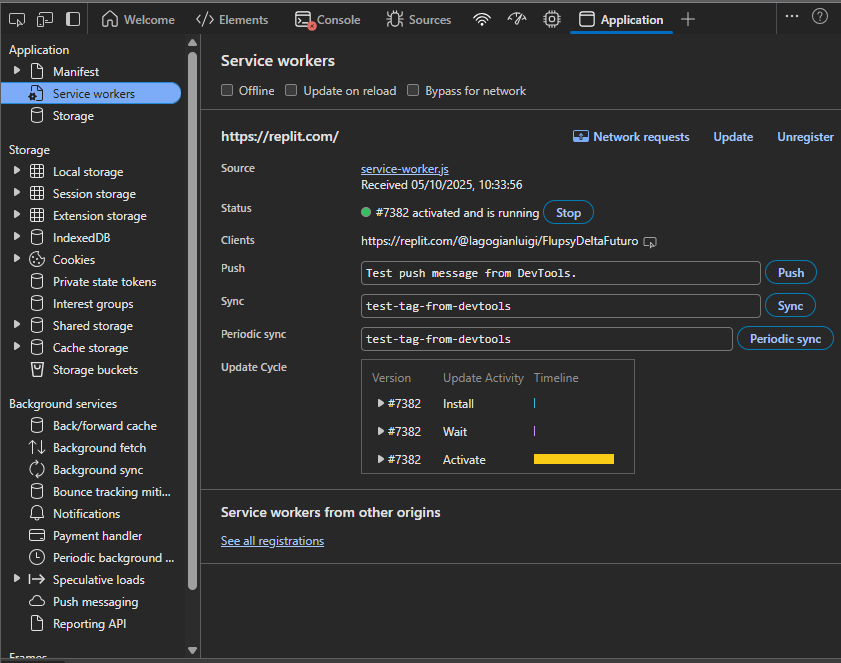 Welcome
Elements
Console
Sources
Application
Application
Manifest
Service workers
Storage
Storage
Local storage
Session storage
Extension storage
IndexedDB
Cookies
Private state tokens
Interest groups
Shared storage
Cache storage
Storage buckets
Background services
Back/forward cache
Background fetch
Background sync
Bounce tracking miti...
Notifications
Payment handler
Periodic background ...
Speculative loads
Push messaging
Reporting API
Frames
Service workers
Offline
Update on reload
Bypass for network
https://replit.com/
Network requests
Update
Unregister
Source
service-worker.js
Received 05/10/2025, 10:33:56
Status
#7382 activated and is running
Stop
Clients
https://replit.com/@lagogianluigi/FlupsyDeltaFuturo
Push
Test push message from DevTools.
Push
Sync
test-tag-from-devtools
Sync
Periodic sync
test-tag-from-devtools
Periodic sync
Update Cycle
Version Update Activity Timeline
#7382 Install
#7382 Wait
#7382 Activate
Service workers from other origins
See all registrations